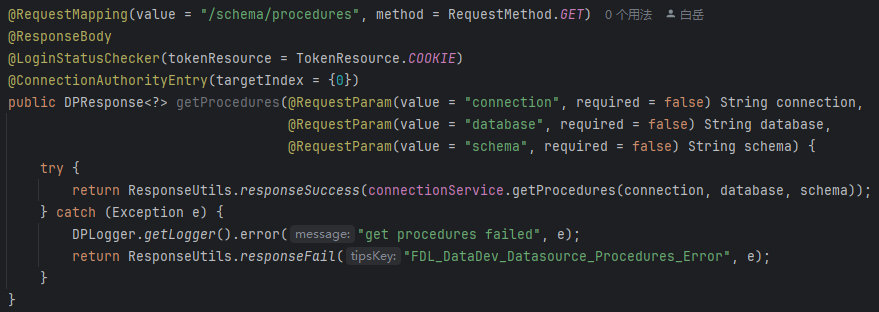 @RequestMapping(value = "/schema/procedures", method = RequestMethod.GET) 0 个用法 白岳
@ResponseBody
@LoginStatusChecker(tokenResource = TokenResource.COOKIE)
@ConnectionAuthorityEntry(targetIndex = {0})
public DPResponse<?> getProcedures(@RequestParam(value = "connection", required = false) String connection,
@RequestParam(value = "database", required = false) String database,
@RequestParam(value = "schema", required = false) String schema) {
try {
return ResponseUtils.responseSuccess(connectionService.getProcedures(connection, database, schema));
} catch (Exception e) {
DPLogger.getLogger().error( message: "get procedures failed", e);
return ResponseUtils.responseFail( tipsKey: "FDL_DataDev_Datasource_Procedures_Error", e);
}
}